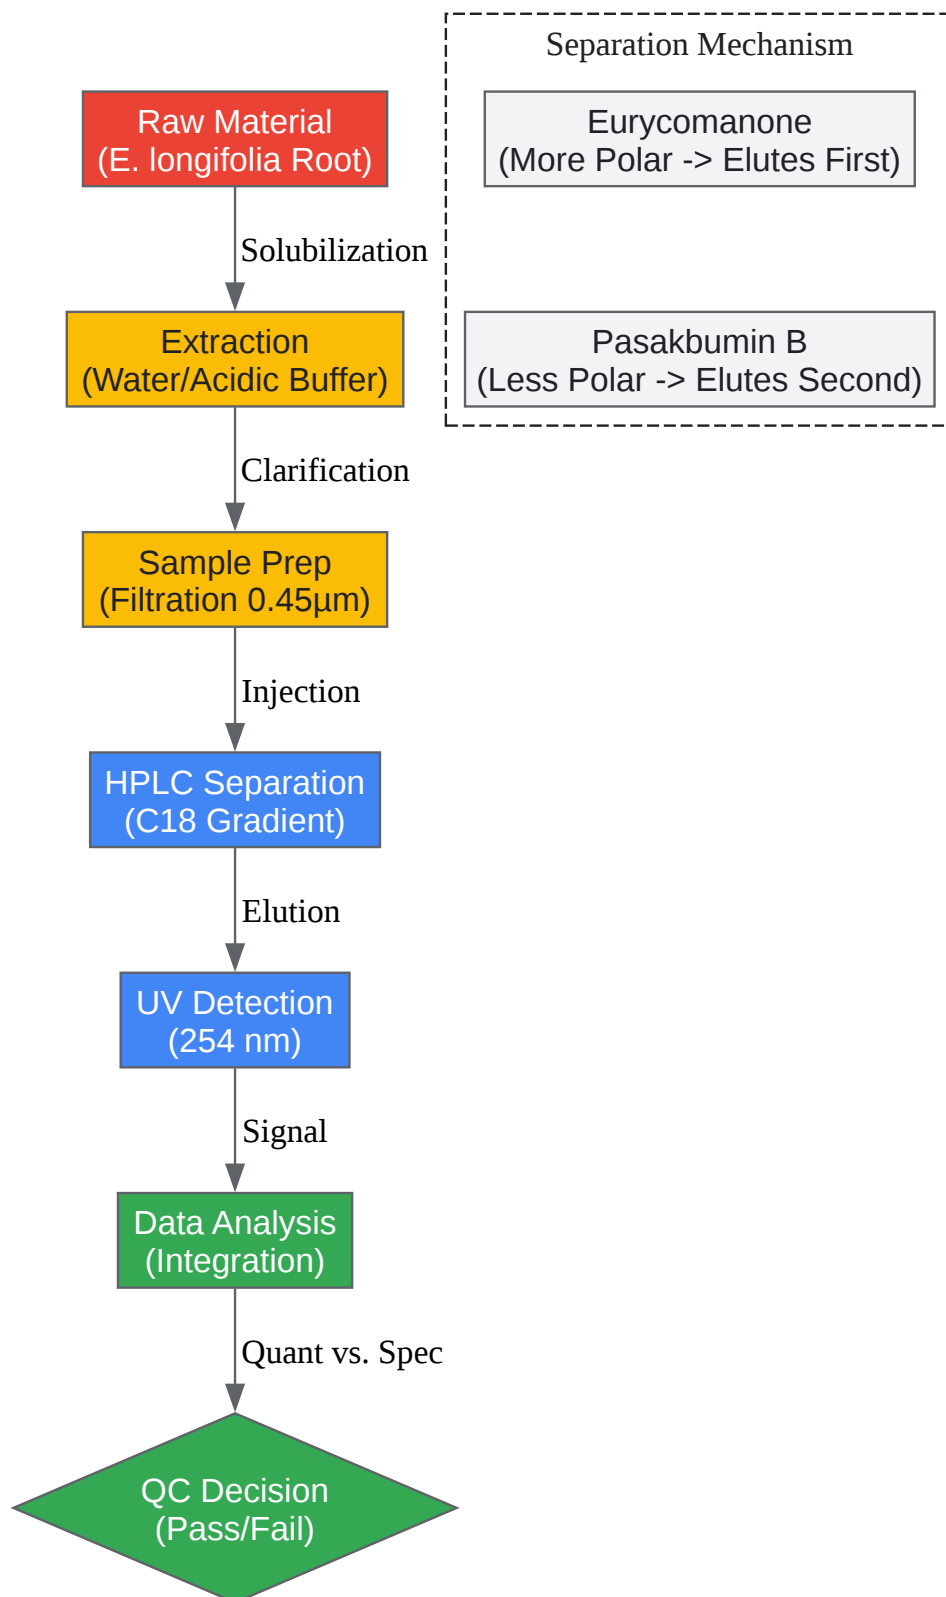 Separation Mechanism
Raw Material
(E. longifolia Root)
Eurycomanone
(More Polar -> Elutes First)
Solubilization
Extraction
(Water/Acidic Buffer)
Pasakbumin B
(Less Polar -> Elutes Second)
Clarification
Sample Prep
(Filtration 0.45µm)
Injection
HPLC Separation
(C18 Gradient)
Elution
UV Detection
(254 nm)
Signal
Data Analysis
(Integration)
Quant vs. Spec
QC Decision
(Pass/Fail)